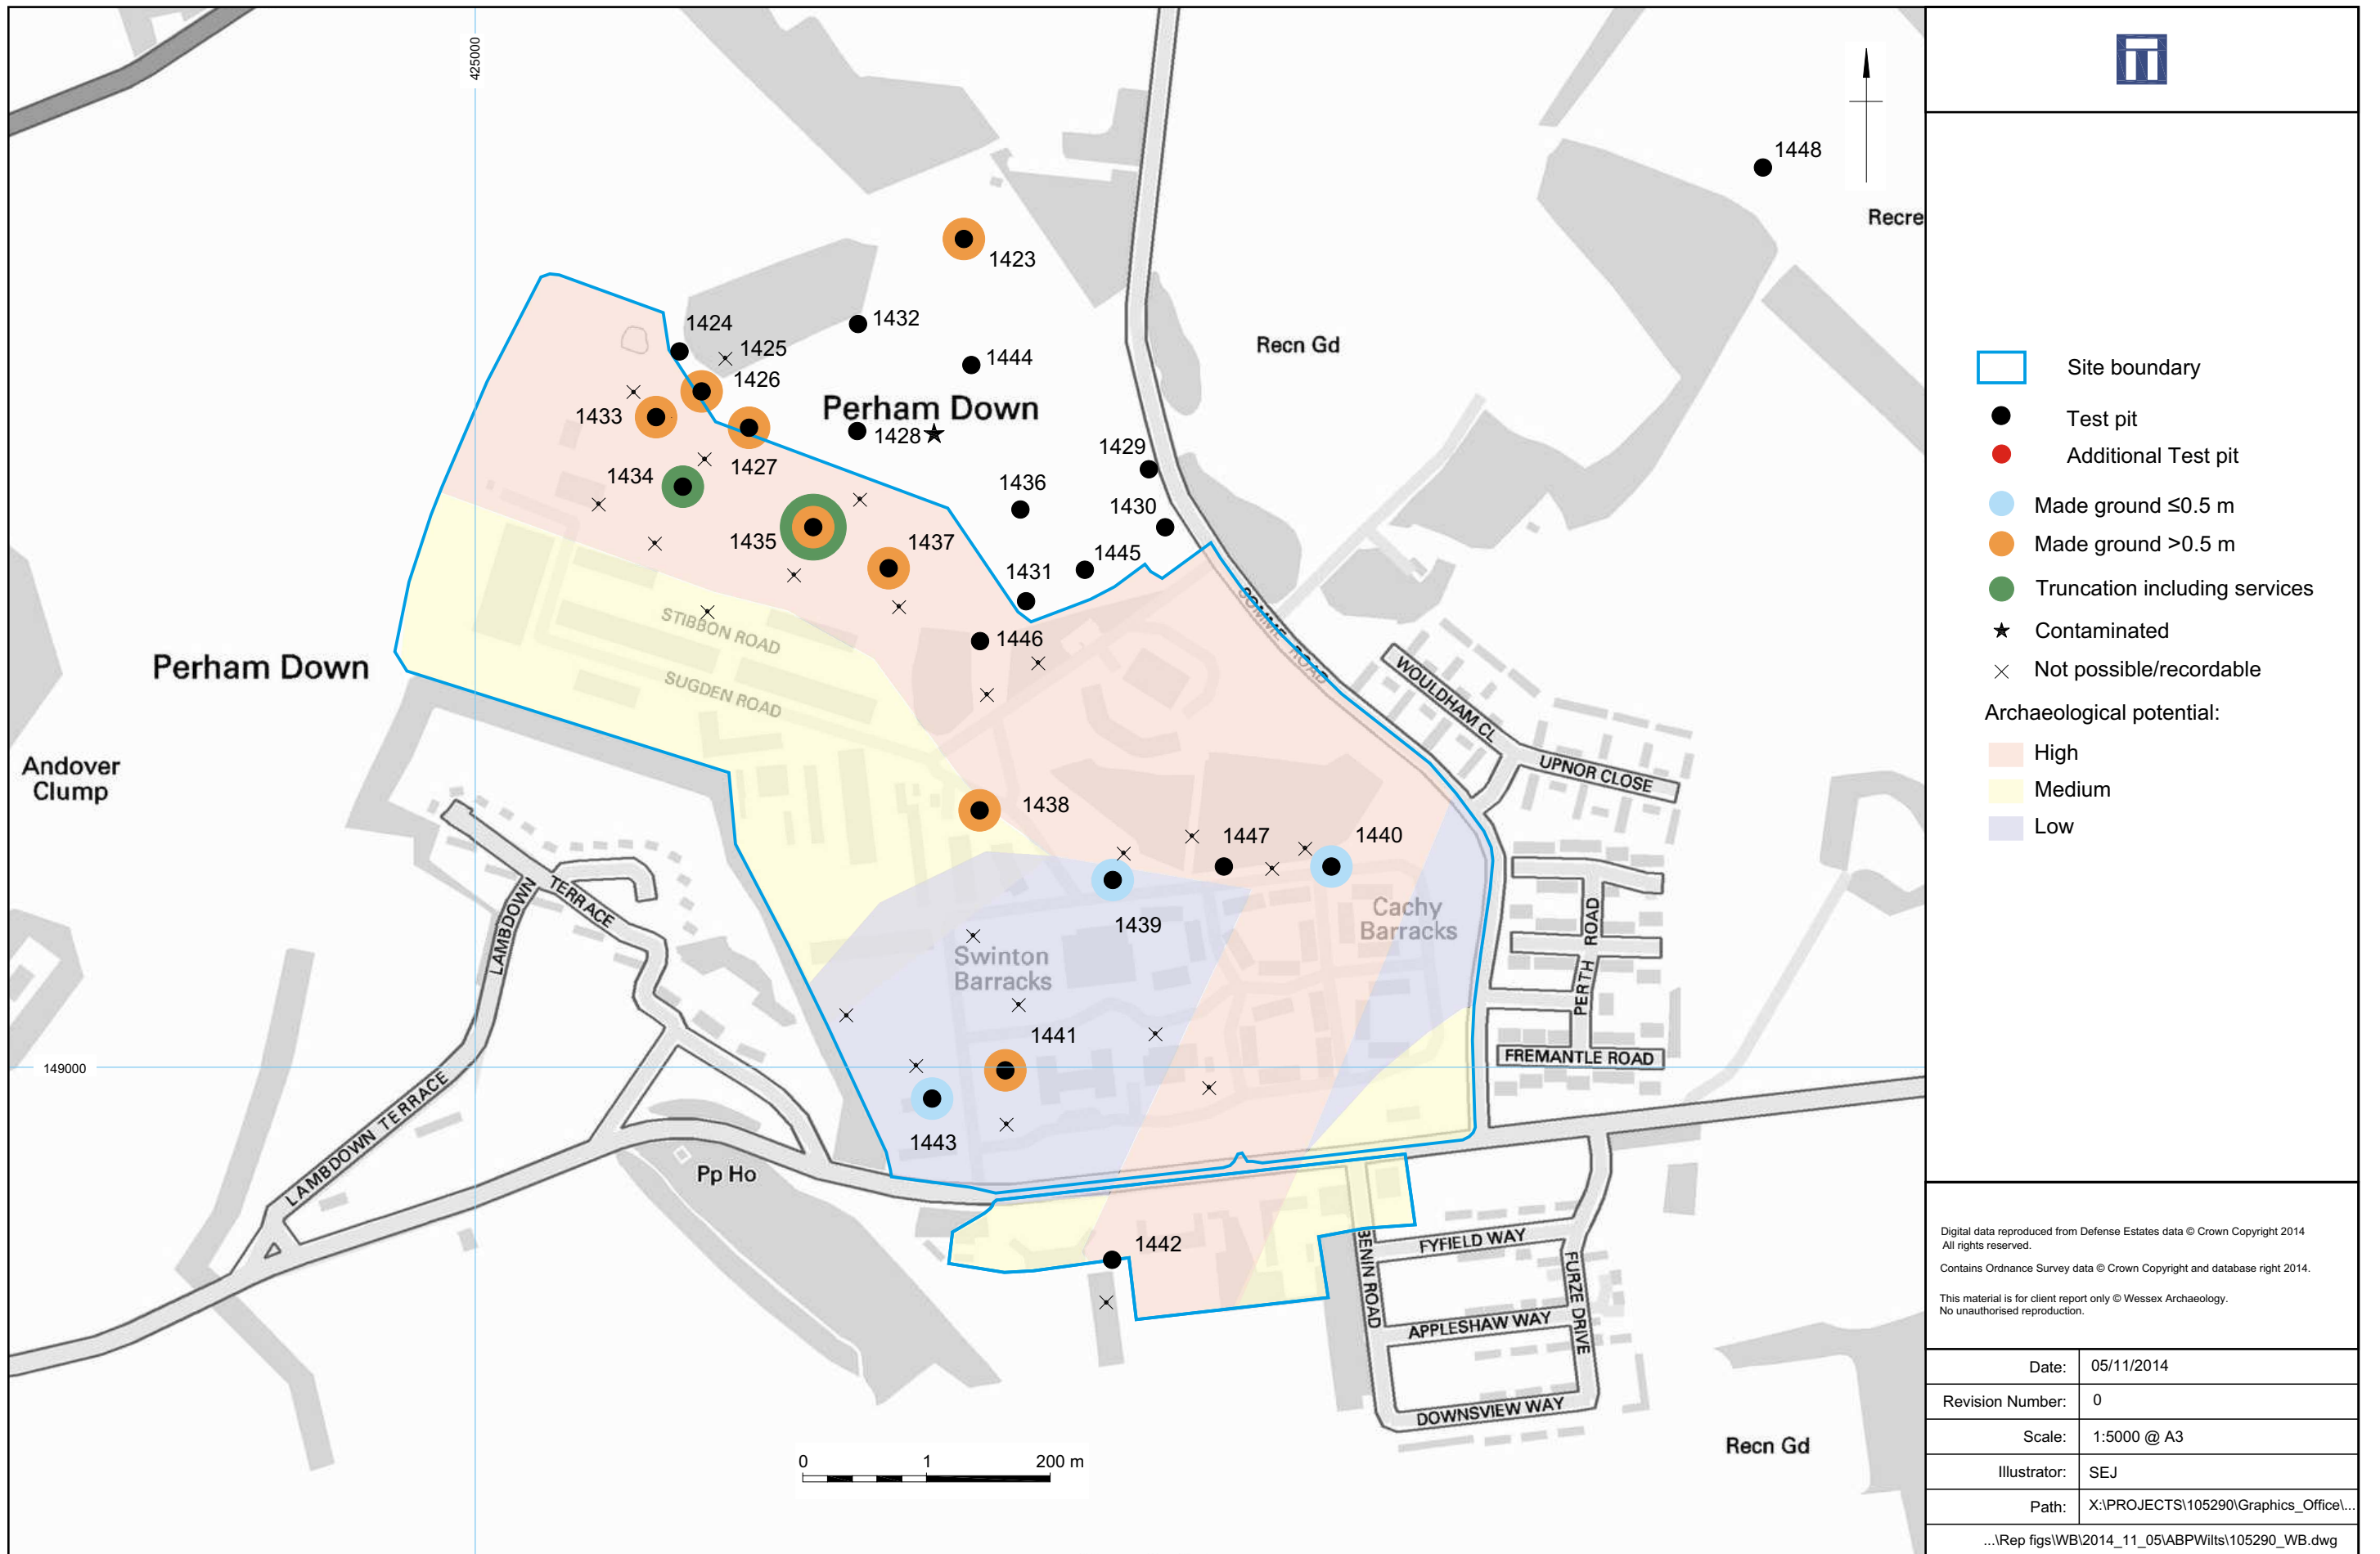 425000
1448
Recre
1423
1432
1424
1425
1444
Recn Gd
1426
Perham Down
1433
1428
1427
1429
1434
1436
1430
1435
1437
1445
1431
STIBBON ROAD
1446
SOMME ROAD
Perham Down
SUGDEN ROAD
WOULDHAM CL
Andover
Clump
UPNOR CLOSE
1438
1447
1440
LAMBDOWN
TERRACE
1439
Cachy
Barracks
PERTH ROAD
Swinton
Barracks
1441
FREMANTLE ROAD
149000
LAMBDOWN TERRACE
1443
Pp Ho
1442
BENIN ROAD
FYFIELD WAY
FURZE DRIVE
APPLESHAW WAY
DOWNSVIEW WAY
Recn Gd
0 1 200 m
Site boundary
Test pit
Additional Test pit
Made ground ≤0.5 m
Made ground >0.5 m
Truncation including services
Contaminated
Not possible/recordable
Archaeological potential:
High
Medium
Low
Digital data reproduced from Defense Estates data © Crown Copyright 2014
All rights reserved.
Contains Ordnance Survey data © Crown Copyright and database right 2014.
This material is for client report only © Wessex Archaeology.
No unauthorised reproduction.
Date: 05/11/2014
Revision Number: 0
Scale: 1:5000 @ A3
Illustrator: SEJ
Path: X:\PROJECTS\105290\Graphics_Office\...
...\Rep figs\WB\2014_11_05\ABPWilts\105290_WB.dwg